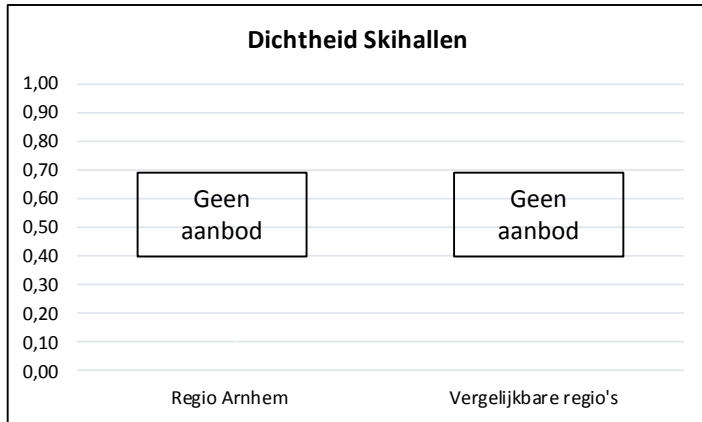 Dichtheid Skihallen
1,00
0,90
0,80
0,70
0,60
0,50
0,40
0,30
0,20
0,10
0,00
Geen
aanbod
Geen
aanbod
Regio Arnhem
Vergelijkbare regio's